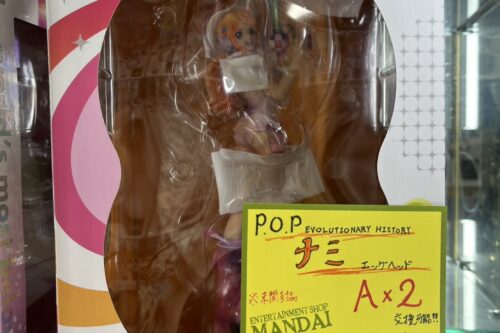 P.O.P EVOLUTIONARY HISTORY
ナミ
エッグヘッド
※未開封品
A×2
交換可能!!
ENTERTAINMENT SHOP
MANDAI